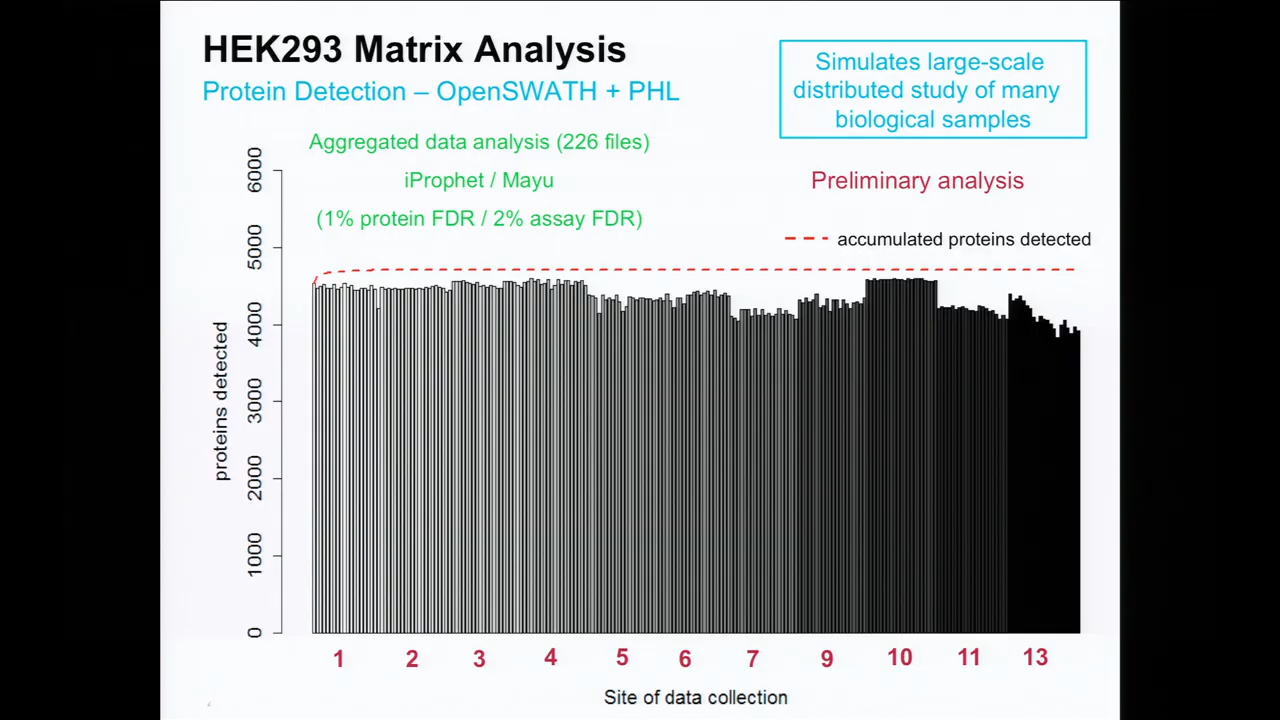 HEK293 Matrix Analysis
Protein Detection – OpenSWATH + PHL
Simulates large-scale
distributed study of many
biological samples
Aggregated data analysis (226 files)
iProphet / Mayu
(1% protein FDR / 2% assay FDR)
Preliminary analysis
accumulated proteins detected
proteins detected
6000
5000
4000
3000
2000
1000
0
1 2 3 4 5 6 7 9 10 11 13
Site of data collection